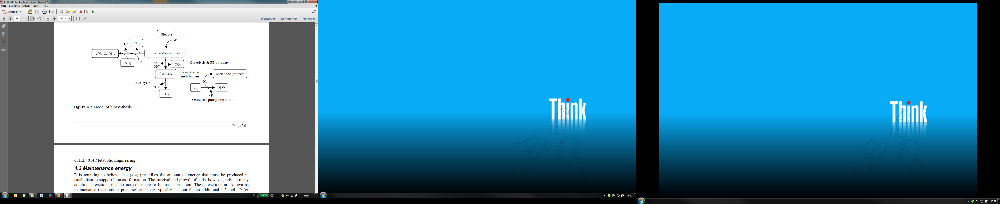 CHEE4014 Textbook.pdf - Adobe Acrobat Pro
Datei Bearbeiten Anzeige Fenster Hilfe
Erstellen
41 / 124 125% Werkzeuge Kommentar Freigeben
Glucose
~P
"H₂" CO₂
CH₁.₈O₀.₅N₀.₂ glucose-6-phosphate
NH₃ ~P
~P CO₂ Glycolysis & PP pathway
"H₂"
Pyruvate Fermentative metabolism Metabolic products
TCA cycle ~P "H₂"
"H₂"
O₂ H₂O
CO₂ ~P
Oxidative phosphorylation
Figure 4.2 Model of biosynthesis
Page 36
CHEE4014 Metabolic Engineering
4.3 Maintenance energy
It is tempting to believe that (4.4) prescribes the amount of energy that must be produced in
catabolism to support biomass formation. The survival and growth of cells, however, rely on many
additional reactions that do not contribute to biomass formation. These reactions are known as
maintenance reactions or processes and may typically account for an additional 1-3 mol ~P (or
DE 100% 16:52
Think
16:52
Think
16:52